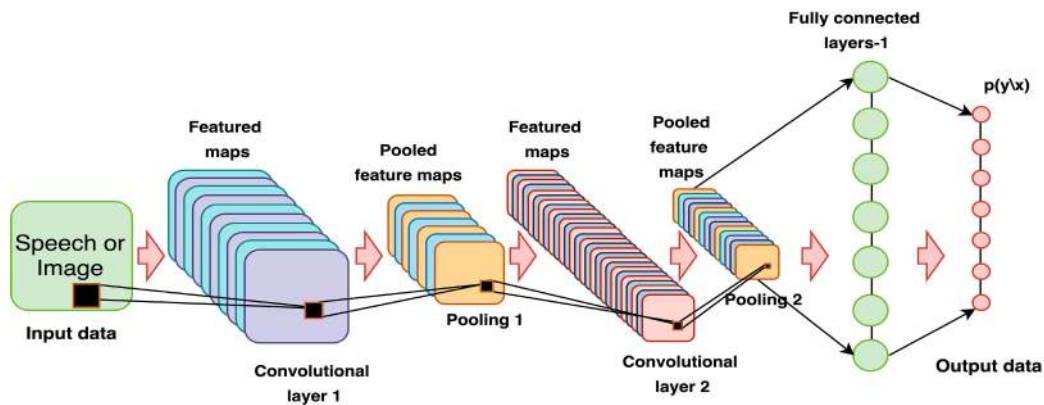 Fully connected
layers-1
p(y\x)
Featured
maps
Pooled
feature maps
Featured
maps
Pooled
feature
maps
Speech or
Image
Input data
Pooling 1
Pooling 2
Convolutional
layer 1
Convolutional
layer 2
Output data